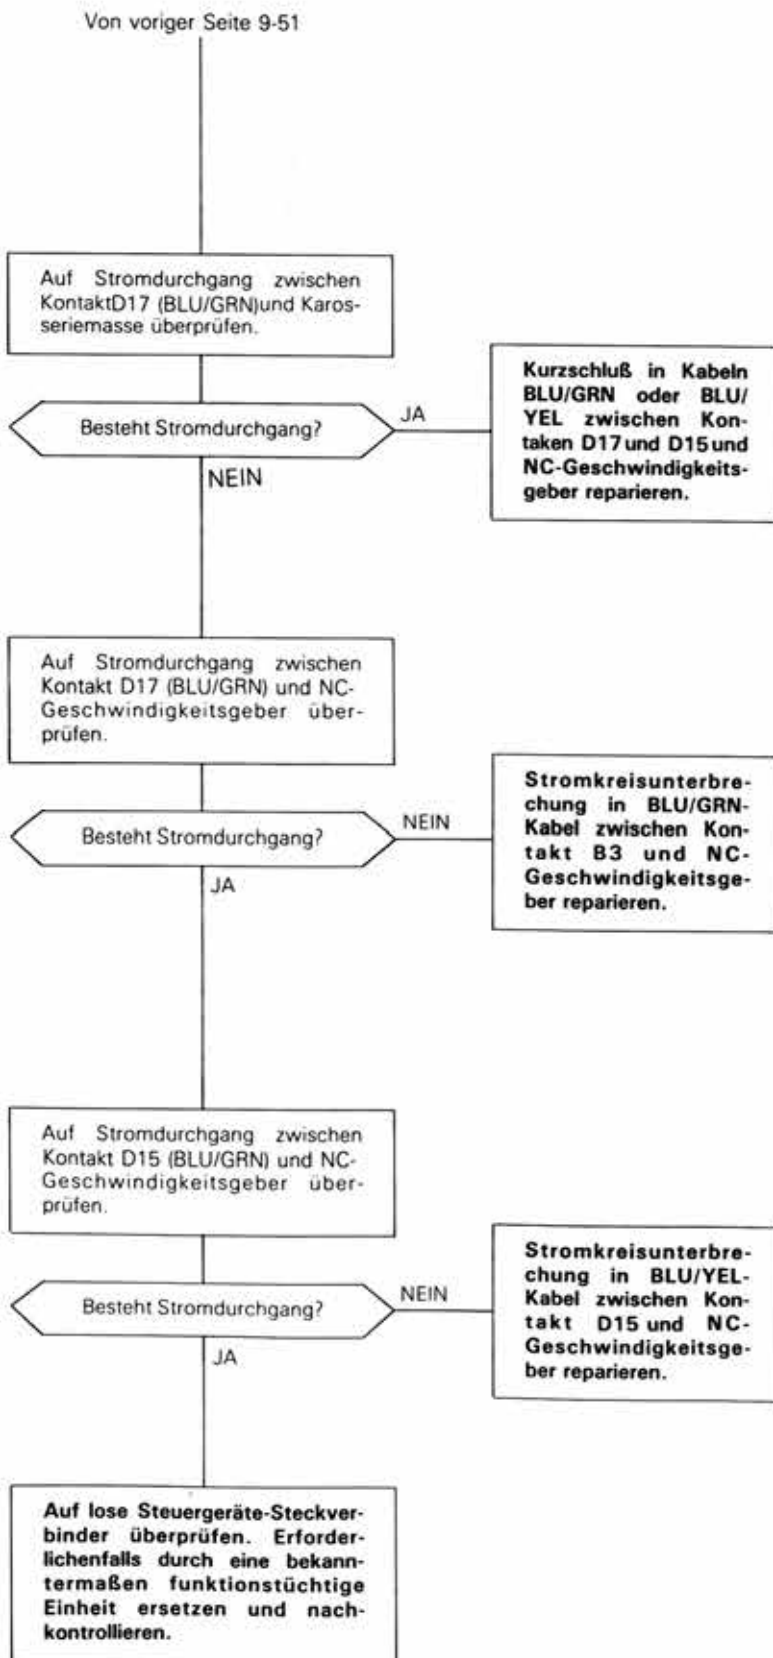 Von voriger Seite 9-51
Auf Stromdurchgang zwischen
KontaktD17 (BLU/GRN)und Karos-
seriemasse überprüfen.
Besteht Stromdurchgang?
JA
Kurzschluß in Kabeln
BLU/GRN oder BLU/
YEL zwischen Kon-
taken D17 und D15 und
NC-Geschwindigkeits-
geber reparieren.
NEIN
Auf Stromdurchgang zwischen
Kontakt D17 (BLU/GRN) und NC-
Geschwindigkeitsgeber über-
prüfen.
Besteht Stromdurchgang?
NEIN
Stromkreisunterbre-
chung in BLU/GRN-
Kabel zwischen Kon-
takt B3 und NC-
Geschwindigkeitsge-
ber reparieren.
JA
Auf Stromdurchgang zwischen
Kontakt D15 (BLU/GRN) und NC-
Geschwindigkeitsgeber über-
prüfen.
Besteht Stromdurchgang?
NEIN
Stromkreisunterbre-
chung in BLU/YEL-
Kabel zwischen Kon-
takt D15 und NC-
Geschwindigkeitsge-
ber reparieren.
JA
Auf lose Steuergeräte-Steckver-
binder überprüfen. Erforder-
lichenfalls durch eine bekann-
termaßen funktionstüchtige
Einheit ersetzen und nach-
kontrollieren.